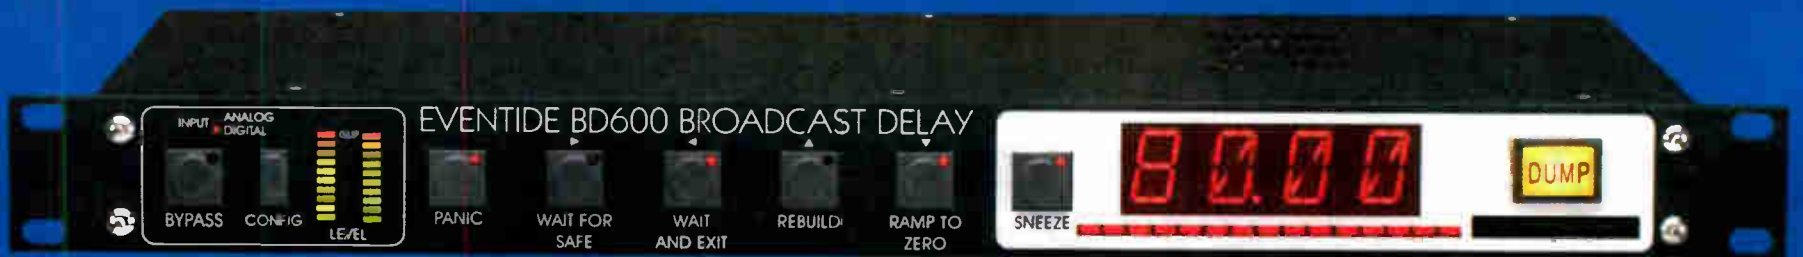 EVENTIDE BD600 BROADCAST DELAY
INPUT ANALOG
DIGITAL
CLIP
BYPASS
CONFIG
LEVEL
PANIC
WAIT FOR
SAFE
WAIT
AND EXIT
REBUILD
RAMP TO
ZERO
SNEEZE
80.00
DUMP